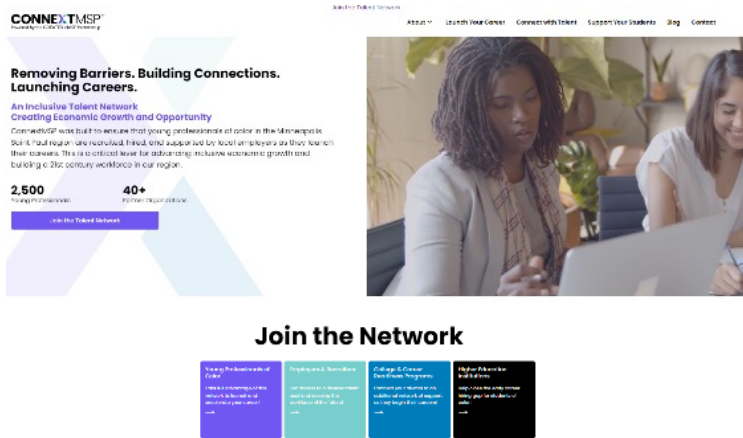 Join the Talent Network
CONNEXTMSP
About
Launch Your Career
Connect with Talent
Support Your Students
Blog
Contact
Removing Barriers. Building Connections.
Launching Careers.
An Inclusive Talent Network
Creating Economic Growth and Opportunity
ConnextMSP was built to ensure that young professionals of color in the Minneapolis
Saint Paul region are recruited, hired, and supported by local employers as they launch
their careers. This is a critical lever for advancing inclusive economic growth and
building a 21st century workforce in our region.
2,500
40+
Young Professionals
Partner Organizations
Join the Talent Network
Join the Network
Young Professionals of
Color
Employers & Recruiters
College & Career
Readiness Programs
Higher Education
Institutions